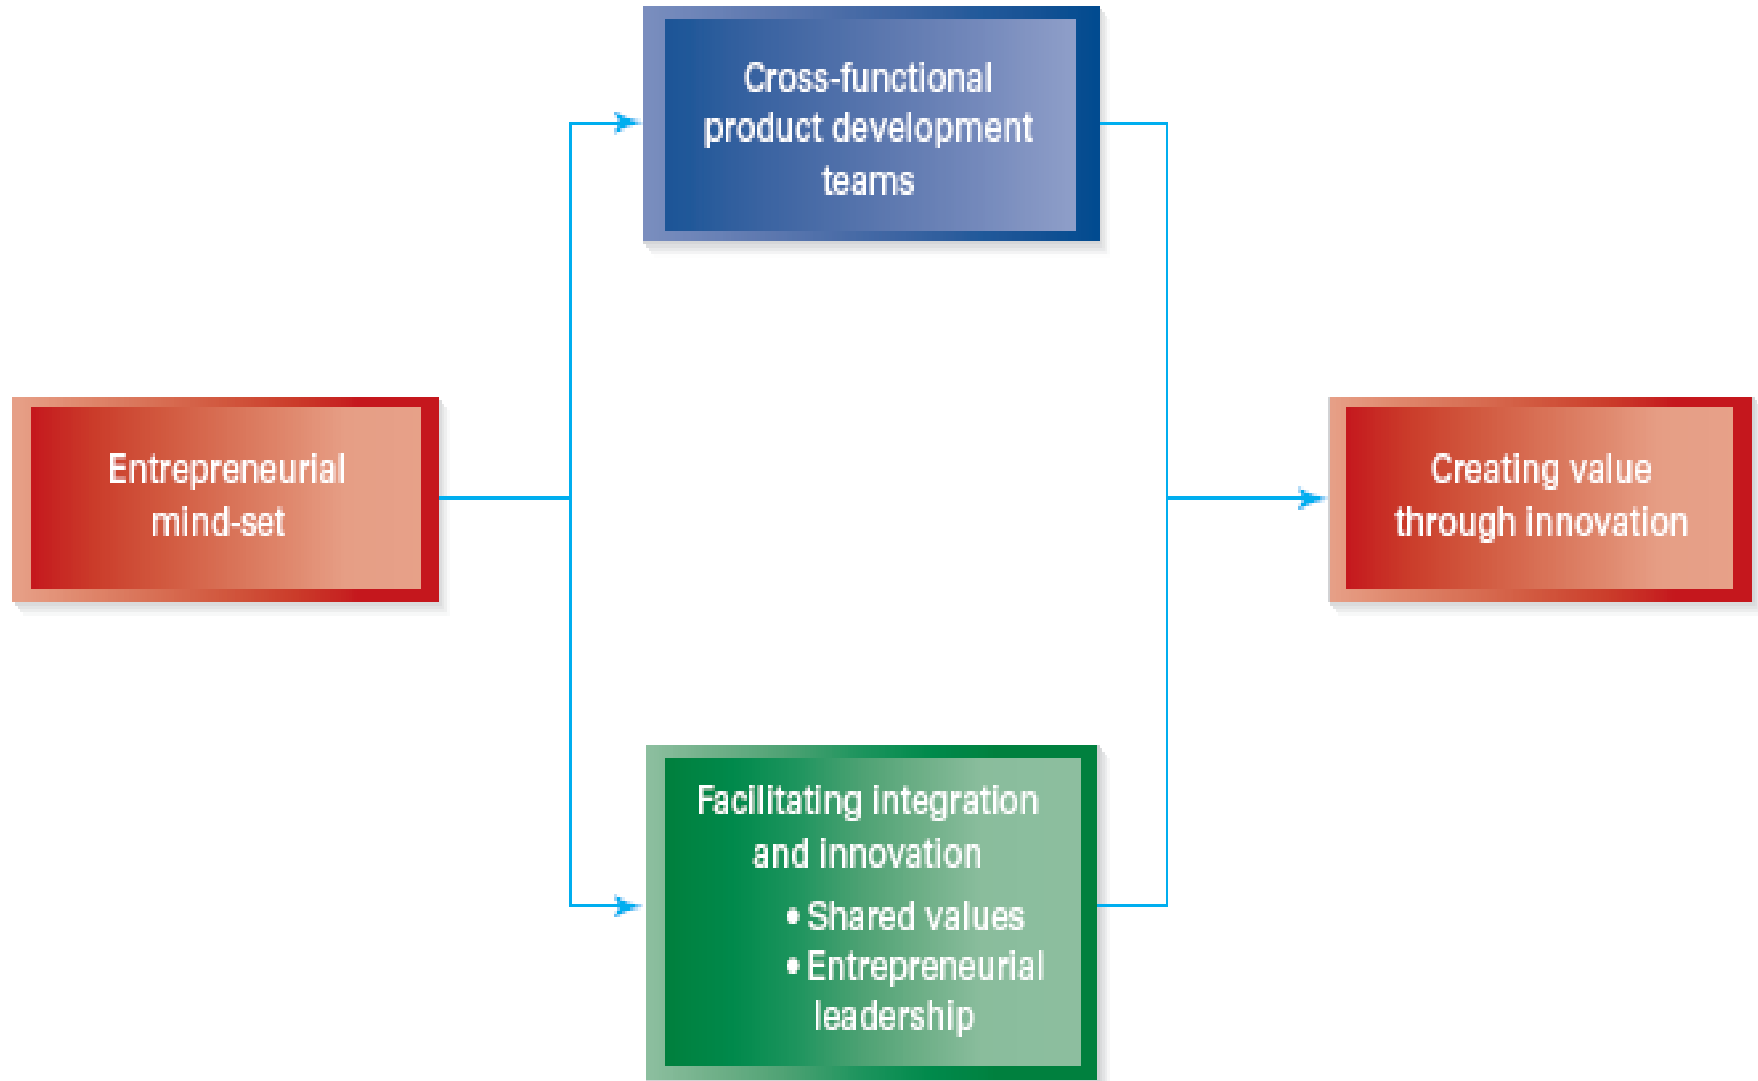 Cross-functional
product development
teams
Entrepreneurial
mind-set
Creating value
through innovation
Facilitating integration
and innovation
• Shared values
• Entrepreneurial
leadership